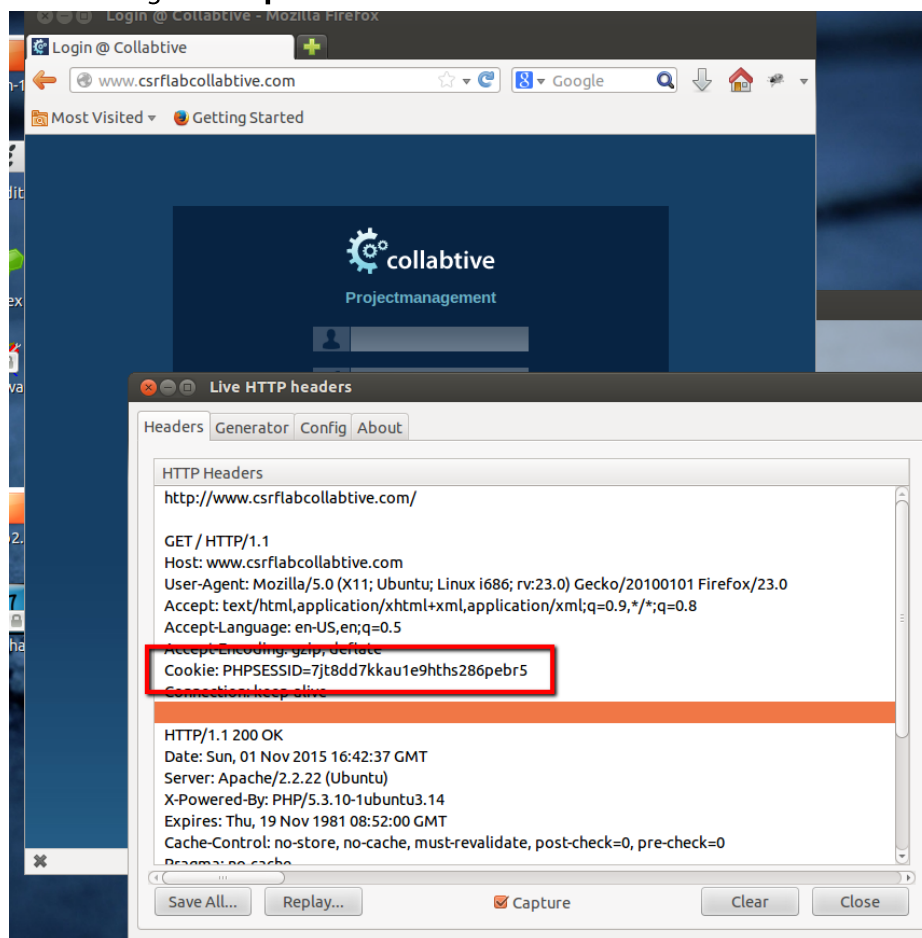 Login @ Collabtive - Mozilla Firefox
Login @ Collabtive
www.csrflabcollabtive.com
Google
Most Visited
Getting Started
collabtive
Projectmanagement
Live HTTP headers
Headers Generator Config About
HTTP Headers
http://www.csrflabcollabtive.com/
GET / HTTP/1.1
Host: www.csrflabcollabtive.com
User-Agent: Mozilla/5.0 (X11; Ubuntu; Linux i686; rv:23.0) Gecko/20100101 Firefox/23.0
Accept: text/html,application/xhtml+xml,application/xml;q=0.9,*/*;q=0.8
Accept-Language: en-US,en;q=0.5
Accept-Encoding: gzip, deflate
Cookie: PHPSESSID=7jt8dd7kkau1e9hths286pebr5
Connection: keep-alive
HTTP/1.1 200 OK
Date: Sun, 01 Nov 2015 16:42:37 GMT
Server: Apache/2.2.22 (Ubuntu)
X-Powered-By: PHP/5.3.10-1ubuntu3.14
Expires: Thu, 19 Nov 1981 08:52:00 GMT
Cache-Control: no-store, no-cache, must-revalidate, post-check=0, pre-check=0
Pragma: no-cache
Save All... Replay... Capture Clear Close